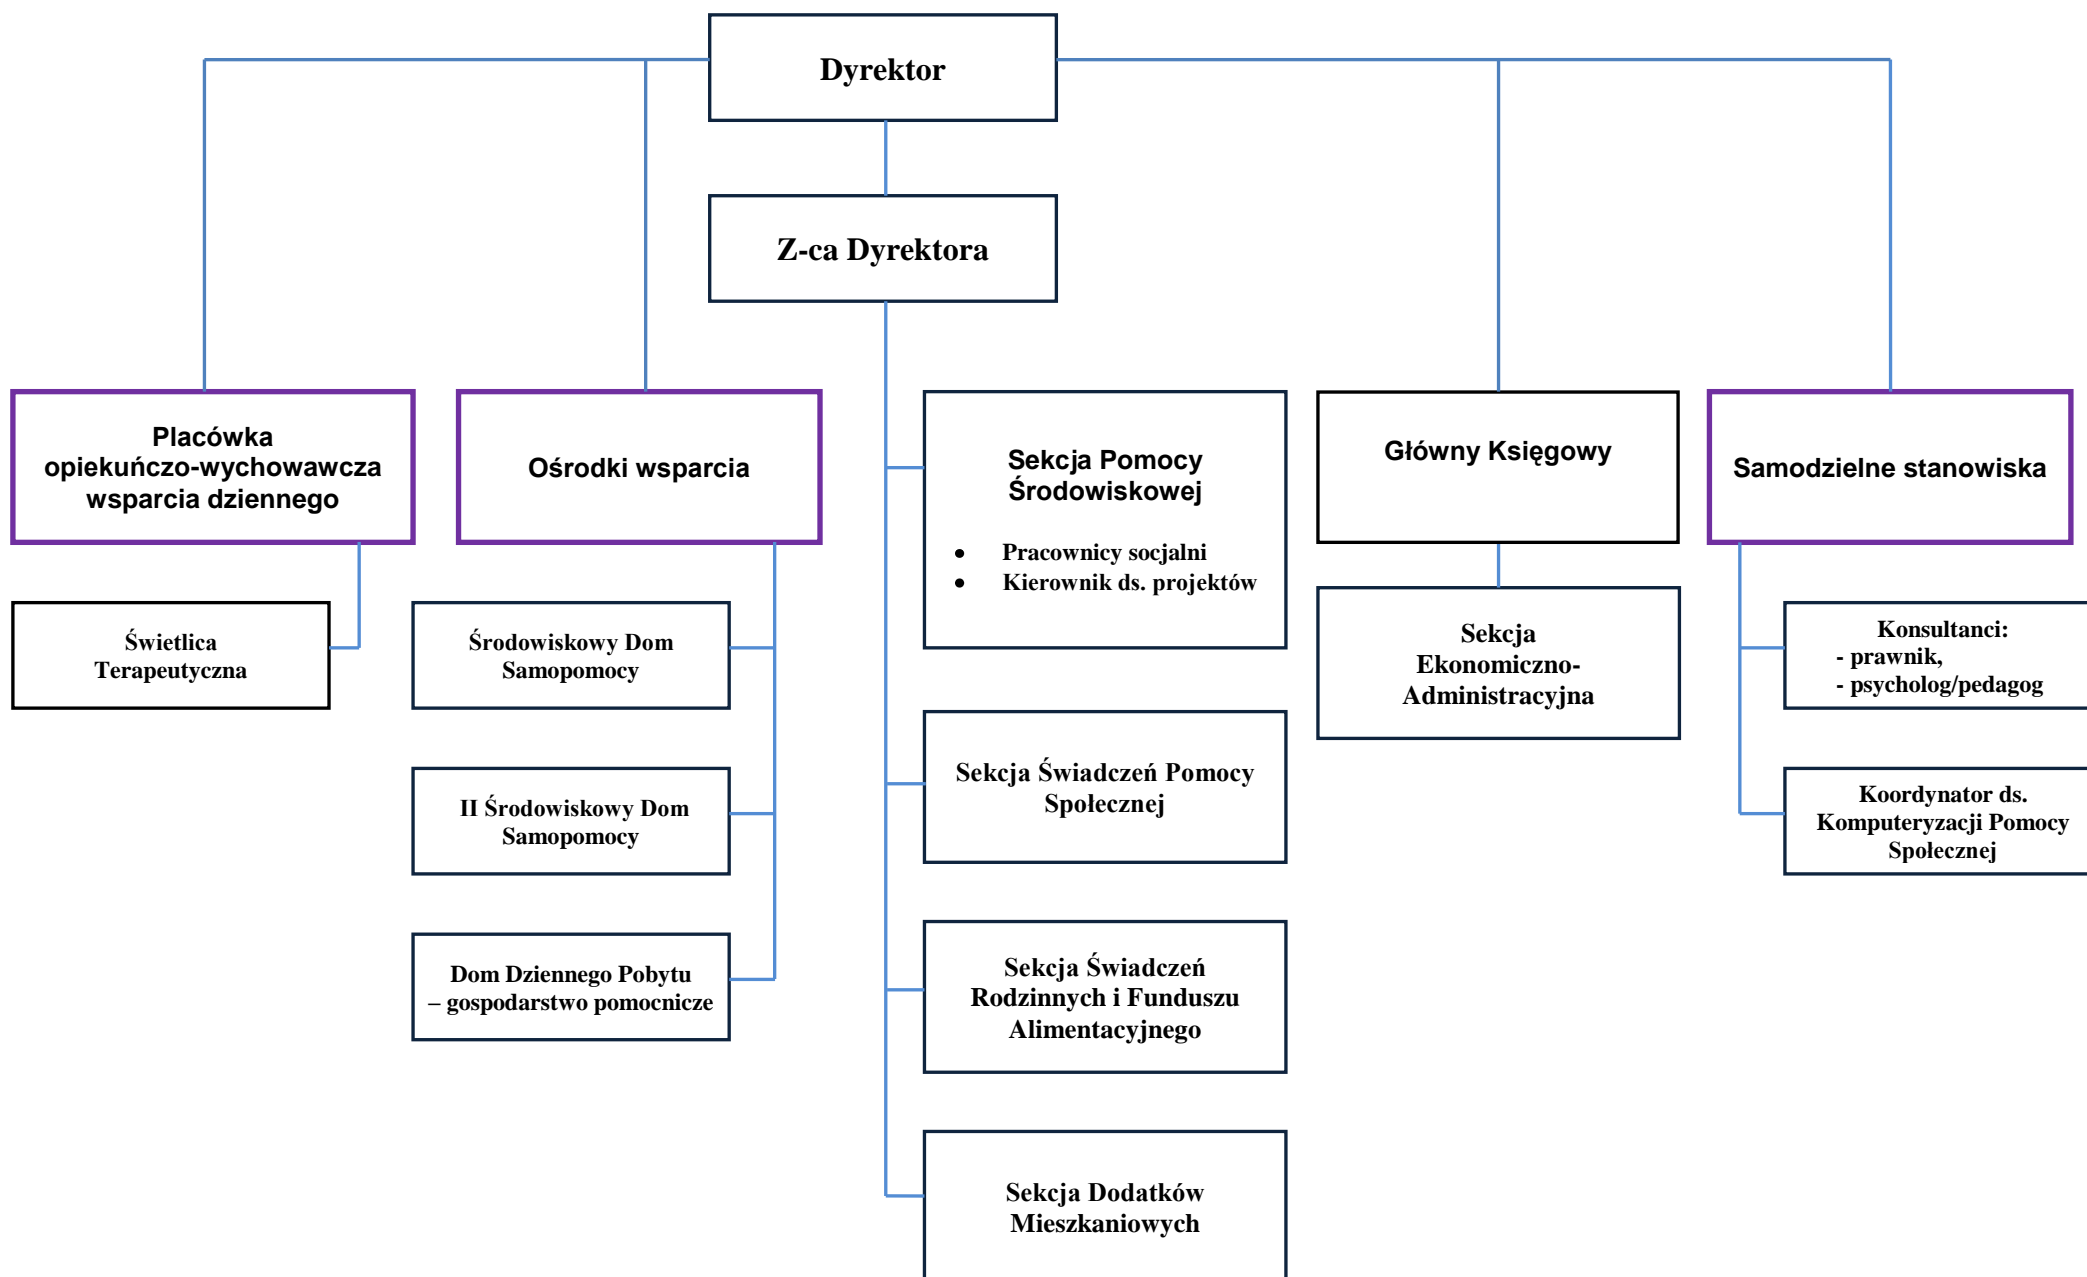 Dyrektor
Z-ca Dyrektora
Placówka
opiekuńczo-wychowawcza
wsparcia dziennego
Świetlica
Terapeutyczna
Ośrodki wsparcia
Środowiskowy Dom
Samopomocy
II Środowiskowy Dom
Samopomocy
Dom Dziennego Pobytu
– gospodarstwo pomocnicze
Sekcja Pomocy
Środowiskowej
• Pracownicy socjalni
• Kierownik ds. projektów
Sekcja Świadczeń Pomocy
Społecznej
Sekcja Świadczeń
Rodzinnych i Funduszu
Alimentacyjnego
Sekcja Dodatków
Mieszkaniowych
Główny Księgowy
Sekcja
Ekonomiczno-
Administracyjna
Samodzielne stanowiska
Konsultanci:
- prawnik,
- psycholog/pedagog
Koordynator ds.
Komputeryzacji Pomocy
Społecznej